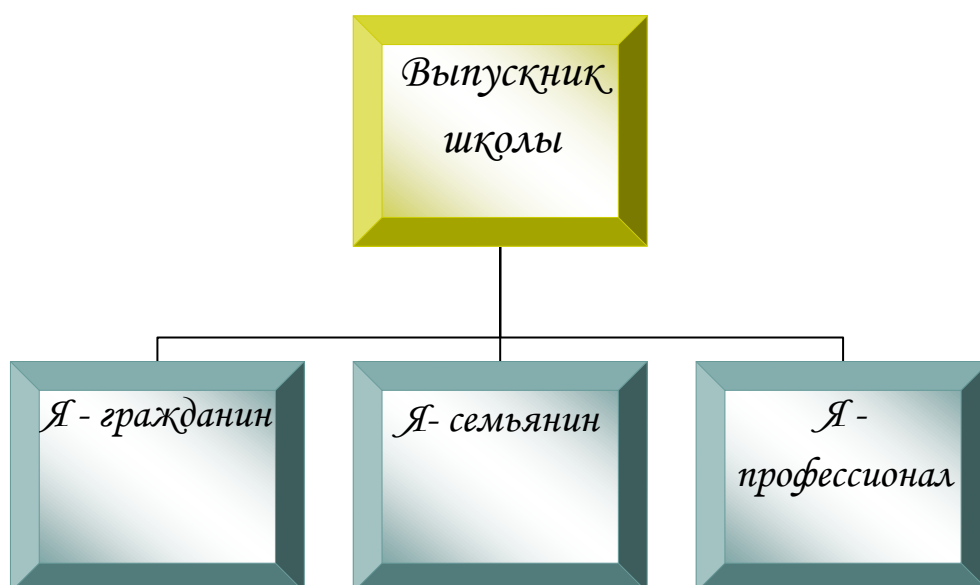 Выпускник
школы
Я - гражданин
Я- семьянин
Я -
профессионал